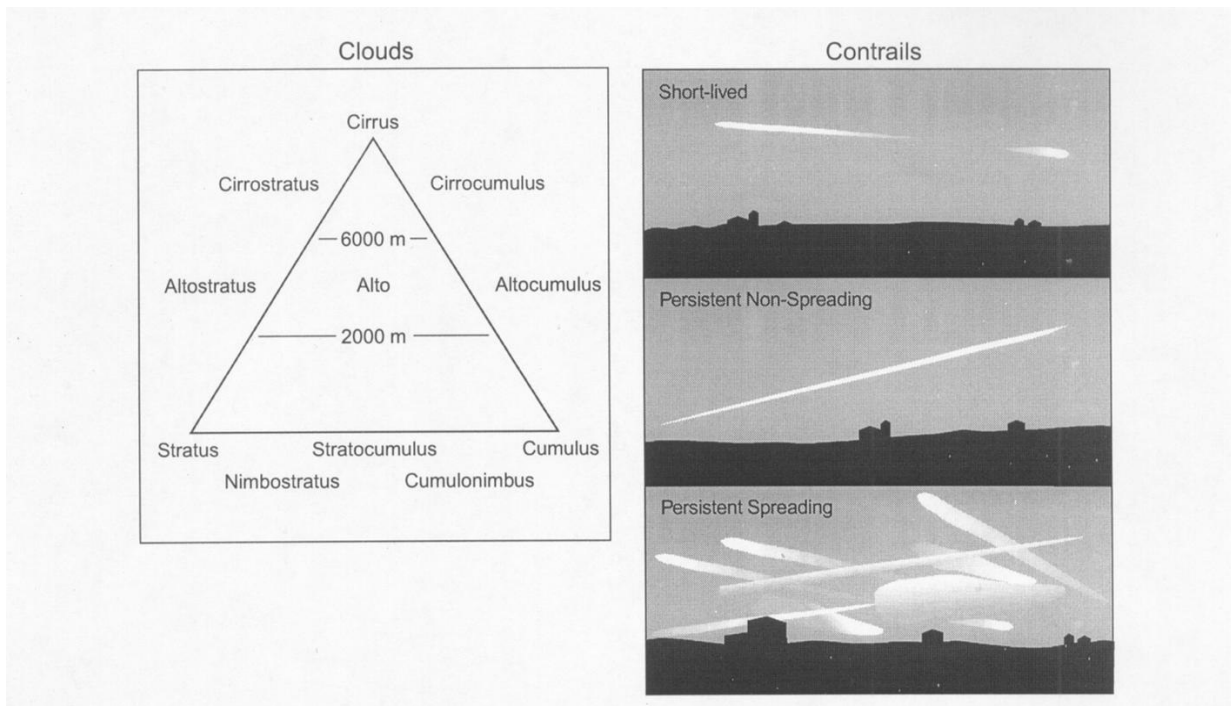 Clouds
Cirrus
Cirrostratus
Cirrocumulus
6000 m
Altostratus
Alto
Altocumulus
2000 m
Stratus
Stratocumulus
Cumulus
Nimbostratus
Cumulonimbus
Contrails
Short-lived
Persistent Non-Spreading
Persistent Spreading